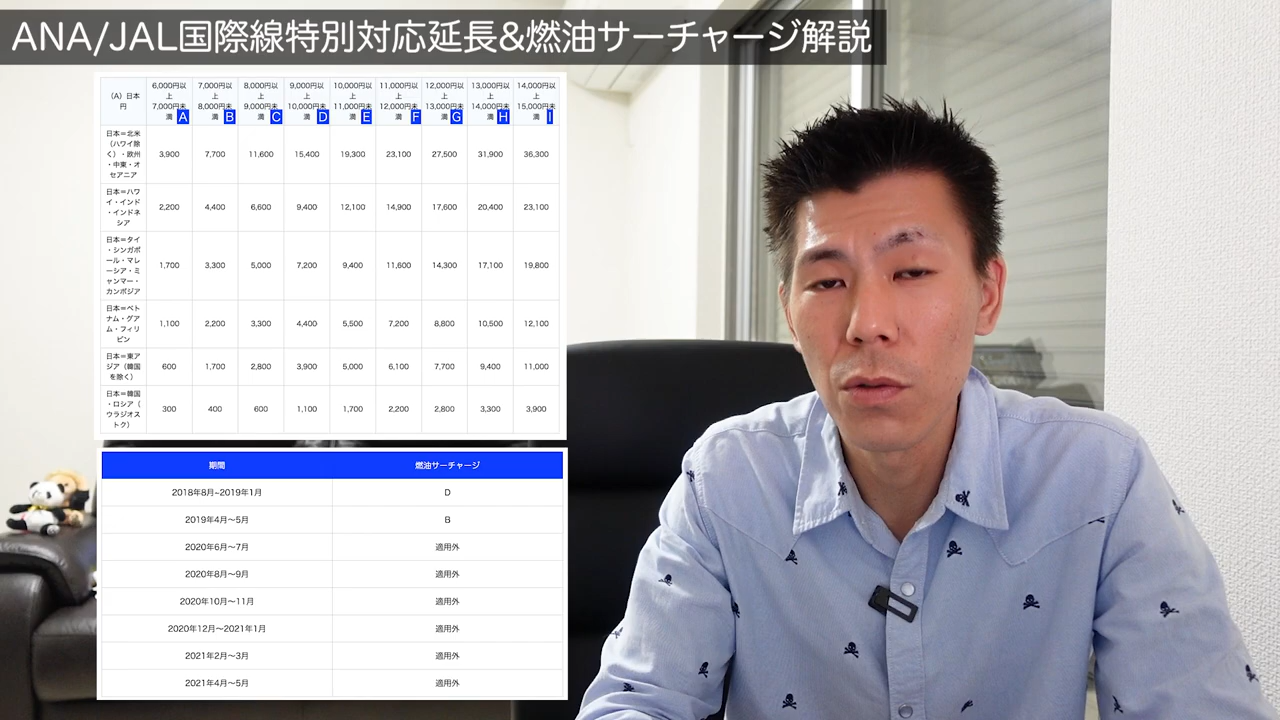 ANA/JAL国際線特別対応延長&燃油サーチャージ解説
（A）日本円 6,000円以上7,000円未満 A 7,000円以上8,000円未満 B 8,000円以上9,000円未満 C 9,000円以上10,000円未満 D 10,000円以上11,000円未満 E 11,000円以上12,000円未満 F 12,000円以上13,000円未満 G 13,000円以上14,000円未満 H 14,000円以上15,000円未満 I
日本＝北米（ハワイ除く）・欧州・中東・オセアニア 3,900 7,700 11,600 15,400 19,300 23,100 27,500 31,900 36,300
日本＝ハワイ・インド・インドネシア 2,200 4,400 6,600 9,400 12,100 14,900 17,600 20,400 23,100
日本＝タイ・シンガポール・マレーシア・ミャンマー・カンボジア 1,700 3,300 5,000 7,200 9,400 11,600 14,300 17,100 19,800
日本＝ベトナム・グアム・フィリピン 1,100 2,200 3,300 4,400 5,500 7,200 8,800 10,500 12,100
日本＝東アジア（韓国を除く） 600 1,700 2,800 3,900 5,000 6,100 7,700 9,400 11,000
日本＝韓国・ロシア（ウラジオストク） 300 400 600 1,100 1,700 2,200 2,800 3,300 3,900
期間 燃油サーチャージ
2018年8月~2019年1月 D
2019年4月〜5月 B
2020年6月〜7月 適用外
2020年8月〜9月 適用外
2020年10月〜11月 適用外
2020年12月〜2021年1月 適用外
2021年2月〜3月 適用外
2021年4月〜5月 適用外